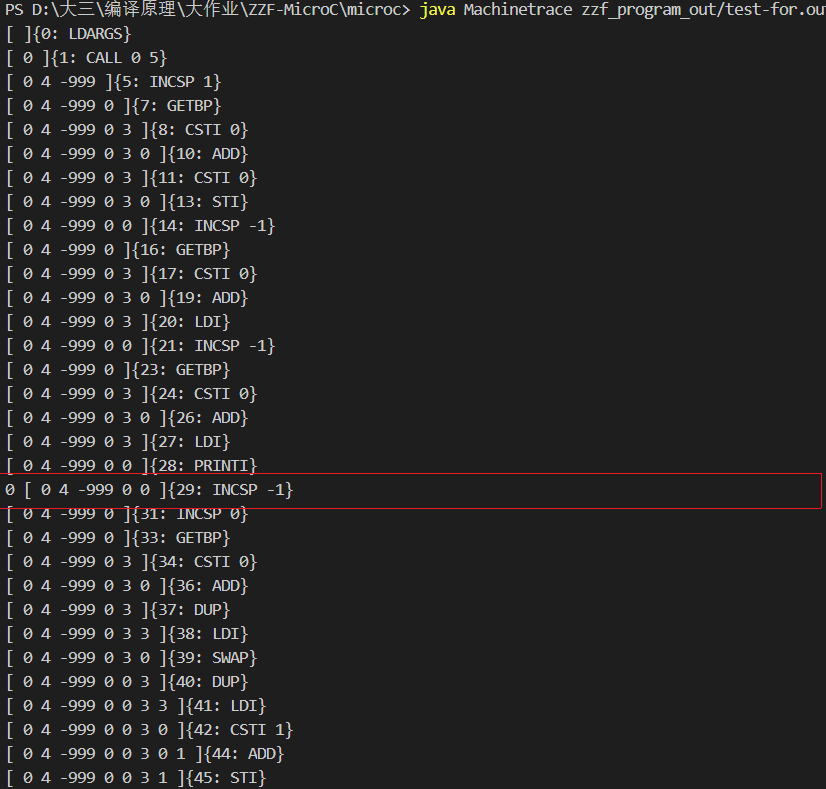 PS D:\大三\编译原理\大作业\ZZF-MicroC\microc> java Machinetrace zzf_program_out/test-for.ou
[ ]{0: LDARGS}
[ 0 ]{1: CALL 0 5}
[ 0 4 -999 ]{5: INCSP 1}
[ 0 4 -999 0 ]{7: GETBP}
[ 0 4 -999 0 3 ]{8: CSTI 0}
[ 0 4 -999 0 3 0 ]{10: ADD}
[ 0 4 -999 0 3 ]{11: CSTI 0}
[ 0 4 -999 0 3 0 ]{13: STI}
[ 0 4 -999 0 0 ]{14: INCSP -1}
[ 0 4 -999 0 ]{16: GETBP}
[ 0 4 -999 0 3 ]{17: CSTI 0}
[ 0 4 -999 0 3 0 ]{19: ADD}
[ 0 4 -999 0 3 ]{20: LDI}
[ 0 4 -999 0 0 ]{21: INCSP -1}
[ 0 4 -999 0 ]{23: GETBP}
[ 0 4 -999 0 3 ]{24: CSTI 0}
[ 0 4 -999 0 3 0 ]{26: ADD}
[ 0 4 -999 0 3 ]{27: LDI}
[ 0 4 -999 0 0 ]{28: PRINTI}
0 [ 0 4 -999 0 0 ]{29: INCSP -1}
[ 0 4 -999 0 ]{31: INCSP 0}
[ 0 4 -999 0 ]{33: GETBP}
[ 0 4 -999 0 3 ]{34: CSTI 0}
[ 0 4 -999 0 3 0 ]{36: ADD}
[ 0 4 -999 0 3 ]{37: DUP}
[ 0 4 -999 0 3 3 ]{38: LDI}
[ 0 4 -999 0 3 0 ]{39: SWAP}
[ 0 4 -999 0 0 3 ]{40: DUP}
[ 0 4 -999 0 0 3 3 ]{41: LDI}
[ 0 4 -999 0 0 3 0 ]{42: CSTI 1}
[ 0 4 -999 0 0 3 0 1 ]{44: ADD}
[ 0 4 -999 0 0 3 1 ]{45: STI}